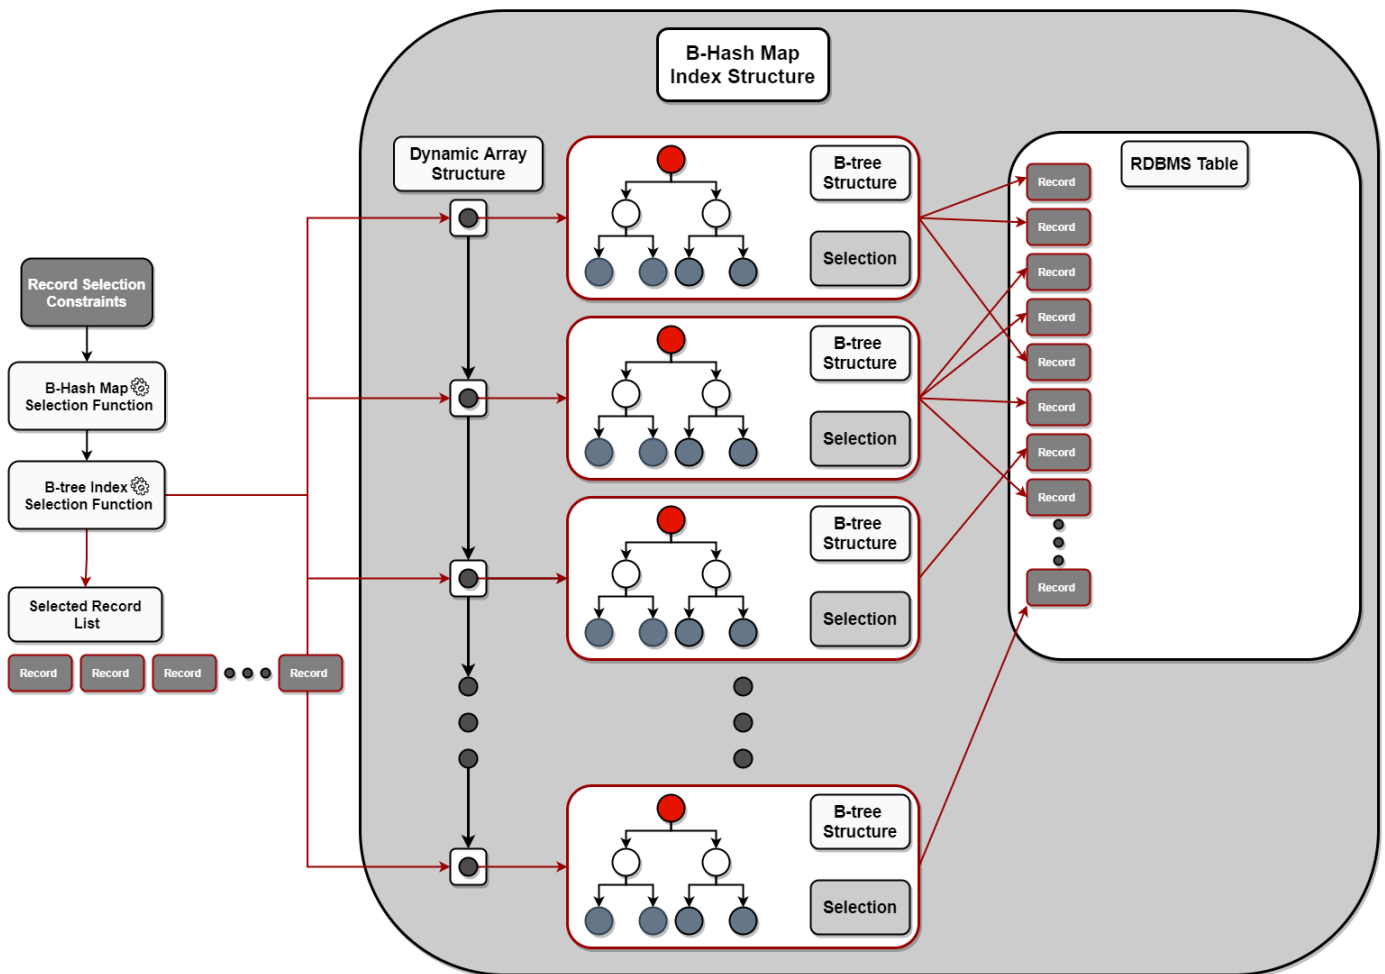 B-Hash Map
Index Structure
Dynamic Array
Structure
B-tree
Structure
Selection
RDBMS Table
Record
Record
Record
Record
Record
Record
Record
Record
Record
Record Selection
Constraints
B-Hash Map
Selection Function
B-tree Index
Selection Function
Selected Record
List
Record
Record
Record
Record
B-tree
Structure
Selection
B-tree
Structure
Selection
B-tree
Structure
Selection